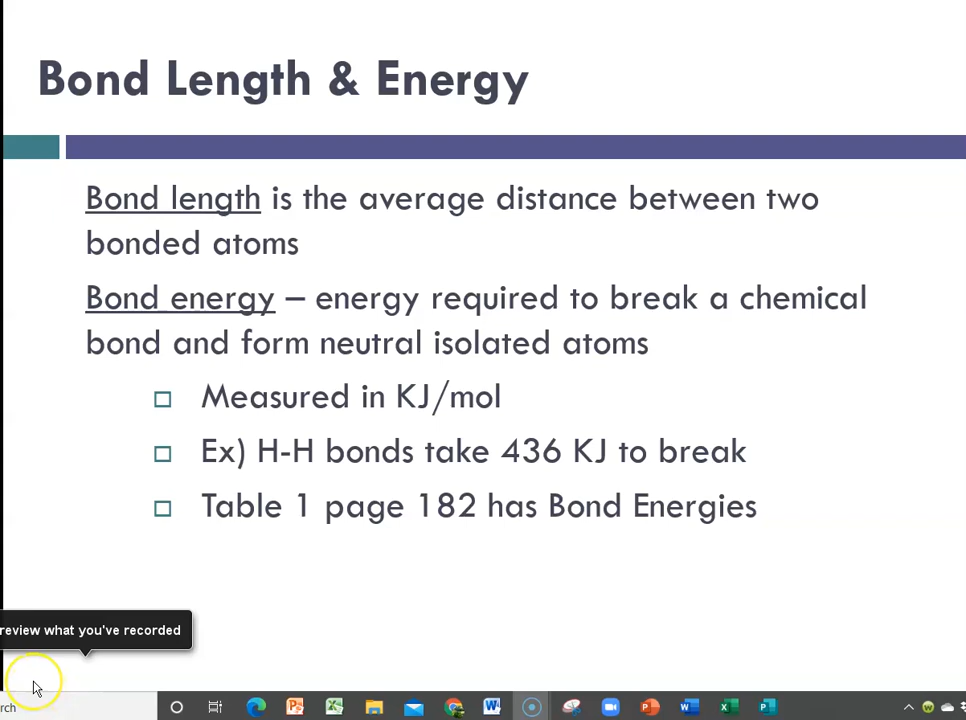 Bond Length & Energy
Bond length is the average distance between two
bonded atoms
Bond energy – energy required to break a chemical
bond and form neutral isolated atoms
Measured in KJ/mol
Ex) H-H bonds take 436 KJ to break
Table 1 page 182 has Bond Energies
review what you've recorded
rch